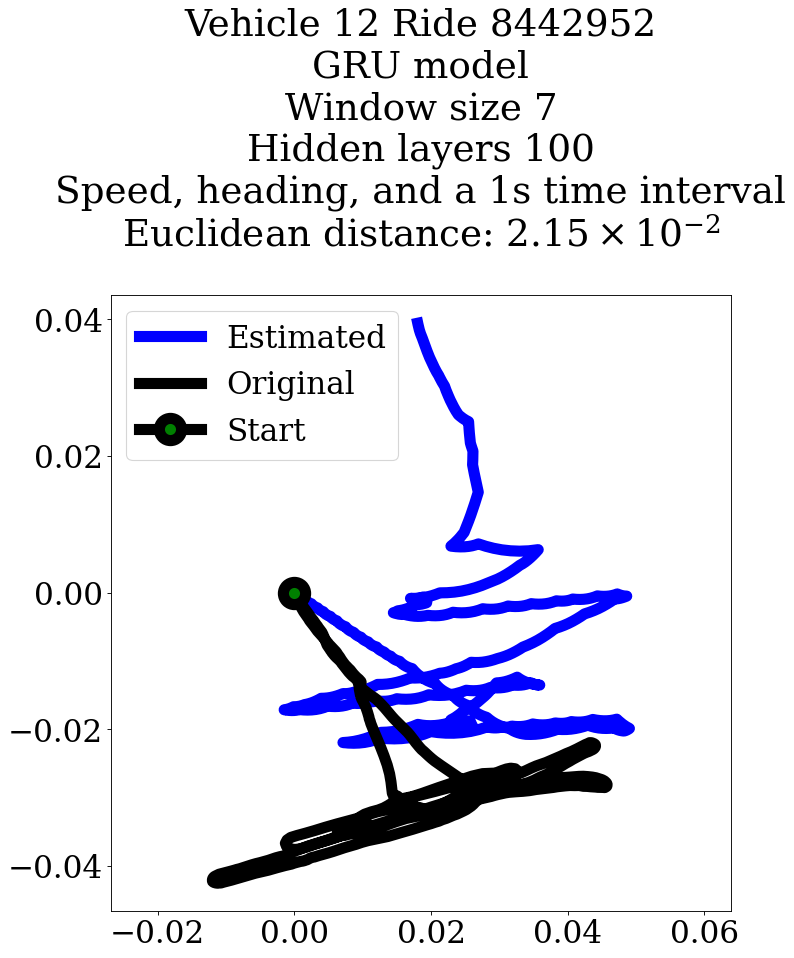 Vehicle 12 Ride 8442952
GRU model
Window size 7
Hidden layers 100
Speed, heading, and a 1s time interval
Euclidean distance: 2.15 × 10⁻²
0.04
Estimated
Original
Start
0.02
0.00
−0.02
−0.04
−0.02 0.00 0.02 0.04 0.06